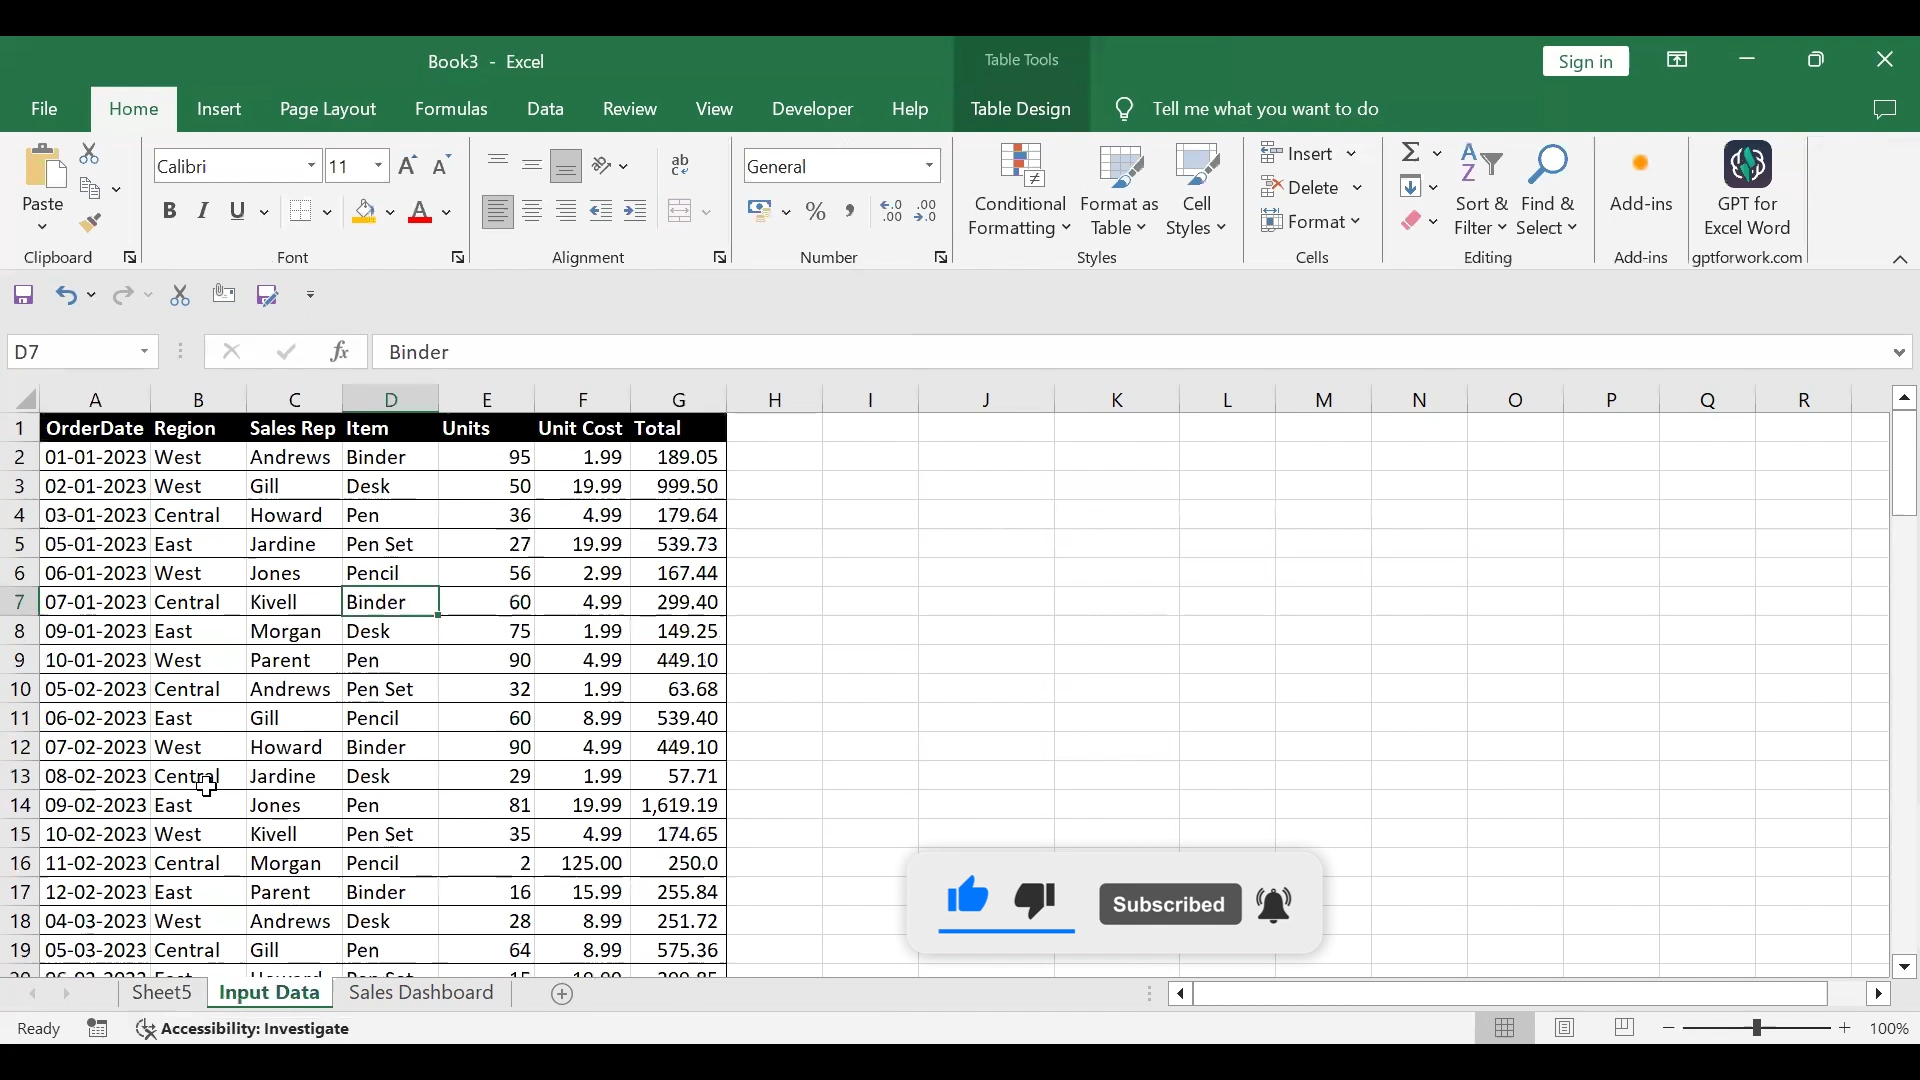 Book3 - Excel
Table Tools
Sign in
File Home Insert Page Layout Formulas Data Review View Developer Help Table Design Tell me what you want to do
Paste
Clipboard
Calibri 11
B I U
Font
ab
Alignment
General
% ,
Number
Conditional Formatting
Format as Table
Cell Styles
Styles
Insert
Delete
Format
Cells
Sort & Filter
Find & Select
Editing
Add-ins
Add-ins
GPT for Excel Word
gptforwork.com
D7 fx Binder
A B C D E F G H I J K L M N O P Q R
1 OrderDate Region Sales Rep Item Units Unit Cost Total
2 01-01-2023 West Andrews Binder 95 1.99 189.05
3 02-01-2023 West Gill Desk 50 19.99 999.50
4 03-01-2023 Central Howard Pen 36 4.99 179.64
5 05-01-2023 East Jardine Pen Set 27 19.99 539.73
6 06-01-2023 West Jones Pencil 56 2.99 167.44
7 07-01-2023 Central Kivell Binder 60 4.99 299.40
8 09-01-2023 East Morgan Desk 75 1.99 149.25
9 10-01-2023 West Parent Pen 90 4.99 449.10
10 05-02-2023 Central Andrews Pen Set 32 1.99 63.68
11 06-02-2023 East Gill Pencil 60 8.99 539.40
12 07-02-2023 West Howard Binder 90 4.99 449.10
13 08-02-2023 Central Jardine Desk 29 1.99 57.71
14 09-02-2023 East Jones Pen 81 19.99 1,619.19
15 10-02-2023 West Kivell Pen Set 35 4.99 174.65
16 11-02-2023 Central Morgan Pencil 2 125.00 250.0
17 12-02-2023 East Parent Binder 16 15.99 255.84
18 04-03-2023 West Andrews Desk 28 8.99 251.72
19 05-03-2023 Central Gill Pen 64 8.99 575.36
Subscribed
Sheet5 Input Data Sales Dashboard
Ready Accessibility: Investigate 100%